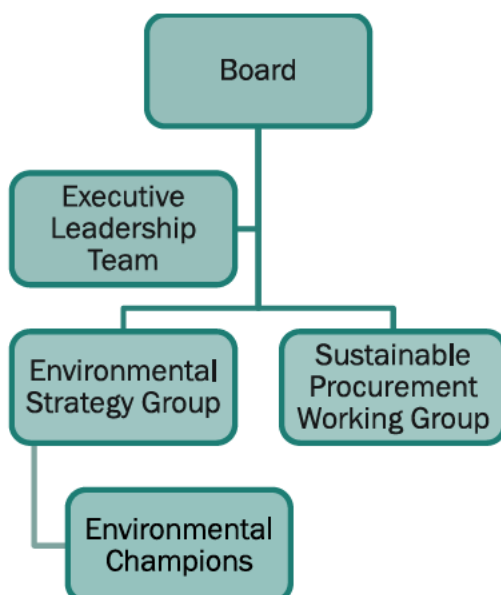 Board
Executive
Leadership
Team
Environmental
Strategy Group
Sustainable
Procurement
Working Group
Environmental
Champions